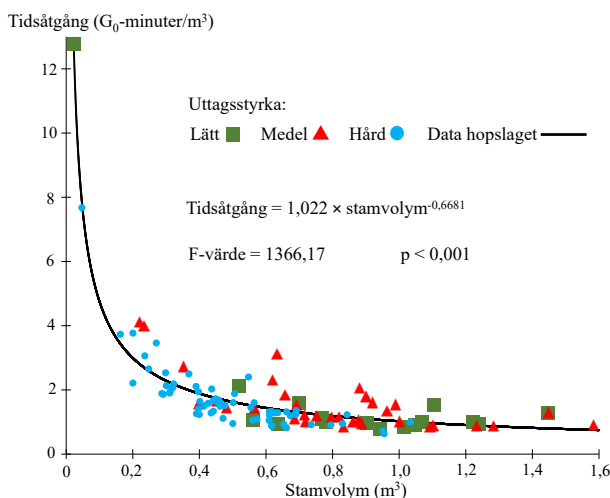 Tidsåtgång (G₀-minuter/m³)
12
10
8
6
4
2
0
Uttagsstyrka:
Lätt Medel Hård Data hopslaget
Tidsåtgång = 1,022 × stamvolym⁻⁰,⁶⁶⁸¹
F-värde = 1366,17 p < 0,001
0 0,2 0,4 0,6 0,8 1,0 1,2 1,4 1,6
Stamvolym (m³)